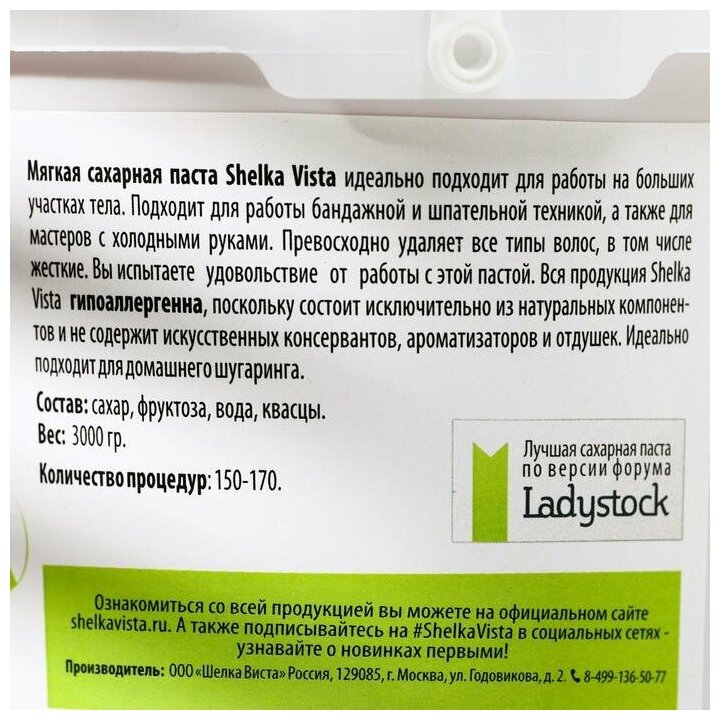 Мягкая сахарная паста Shelka Vista идеально подходит для работы на больших
участках тела. Подходит для работы бандажной и шпательной техникой, а также для
мастеров с холодными руками. Превосходно удаляет все типы волос, в том числе
жесткие. Вы испытаете удовольствие от работы с этой пастой. Вся продукция Shelka
Vista гипоаллергенна, поскольку состоит исключительно из натуральных компонен-
тов и не содержит искусственных консервантов, ароматизаторов и отдушек. Идеально
подходит для домашнего шугаринга.
Состав: сахар, фруктоза, вода, квасцы.
Вес: 3000 гр.
Количество процедур: 150-170.
Лучшая сахарная паста
по версии форума
Ladystock
Ознакомиться со всей продукцией вы можете на официальном сайте
shelkavista.ru. А также подписывайтесь на #ShelkaVista в социальных сетях -
узнавайте о новинках первыми!
Производитель: ООО «Шелка Виста» Россия, 129085, г. Москва, ул. Годовикова, д. 2. 8-499-136-50-77